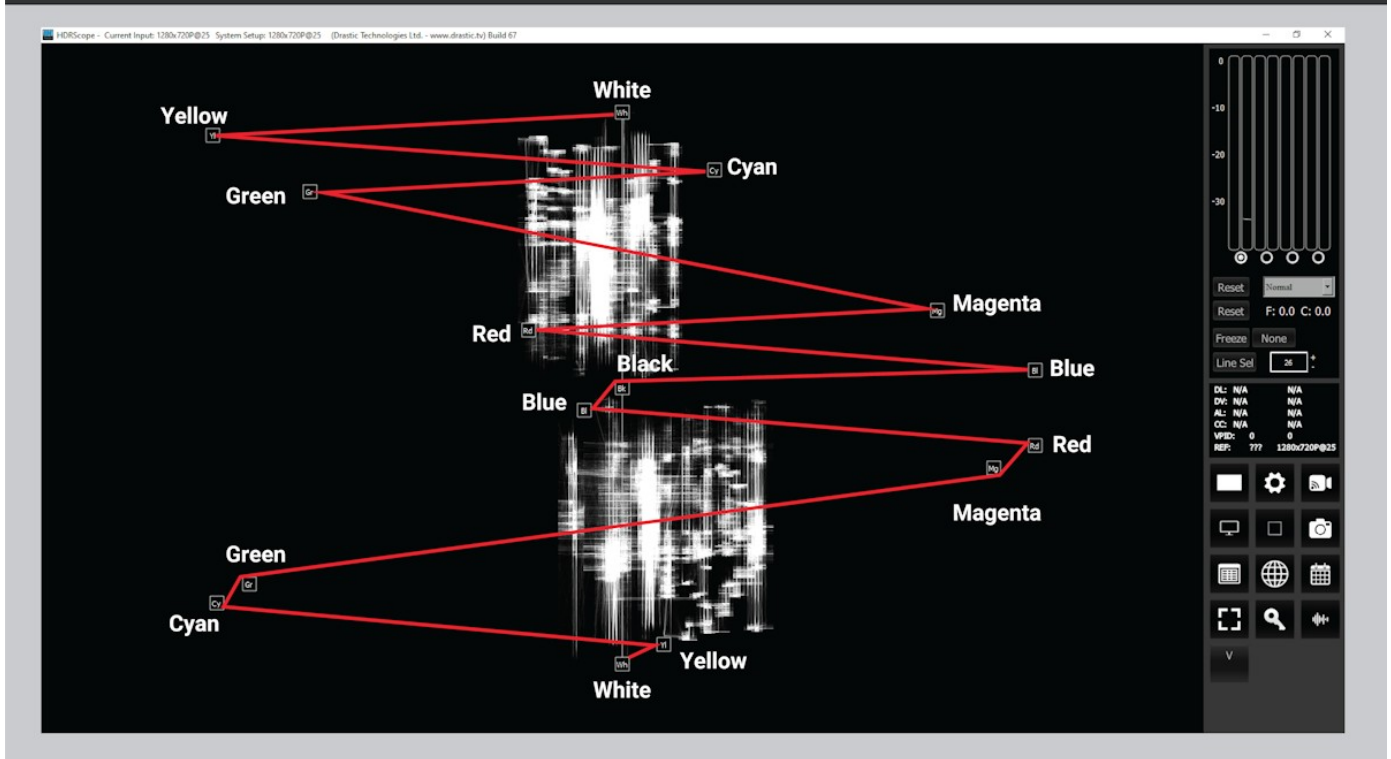 HDRScope - Current Input: 1280x720P@25 System Setup: 1280x720P@25 (Drastic Technologies Ltd. - www.drastic.tv) Build 67
White
Wh
Yellow
Yl
Cyan
Cy
Green
Gr
Magenta
Mg
Red
Rd
Black
Bk
Blue
Bl
Blue
Bl
Red
Rd
Mg
Magenta
Green
Gr
Cy
Cyan
Yl
Yellow
Wh
White
0
-10
-20
-30
Reset Normal
Reset F: 0.0 C: 0.0
Freeze None
Line Sel 26 + -
DL: N/A N/A
DV: N/A N/A
AL: N/A N/A
CC: N/A N/A
VPID: 0 0
REF: ??? 1280x720P@25
V